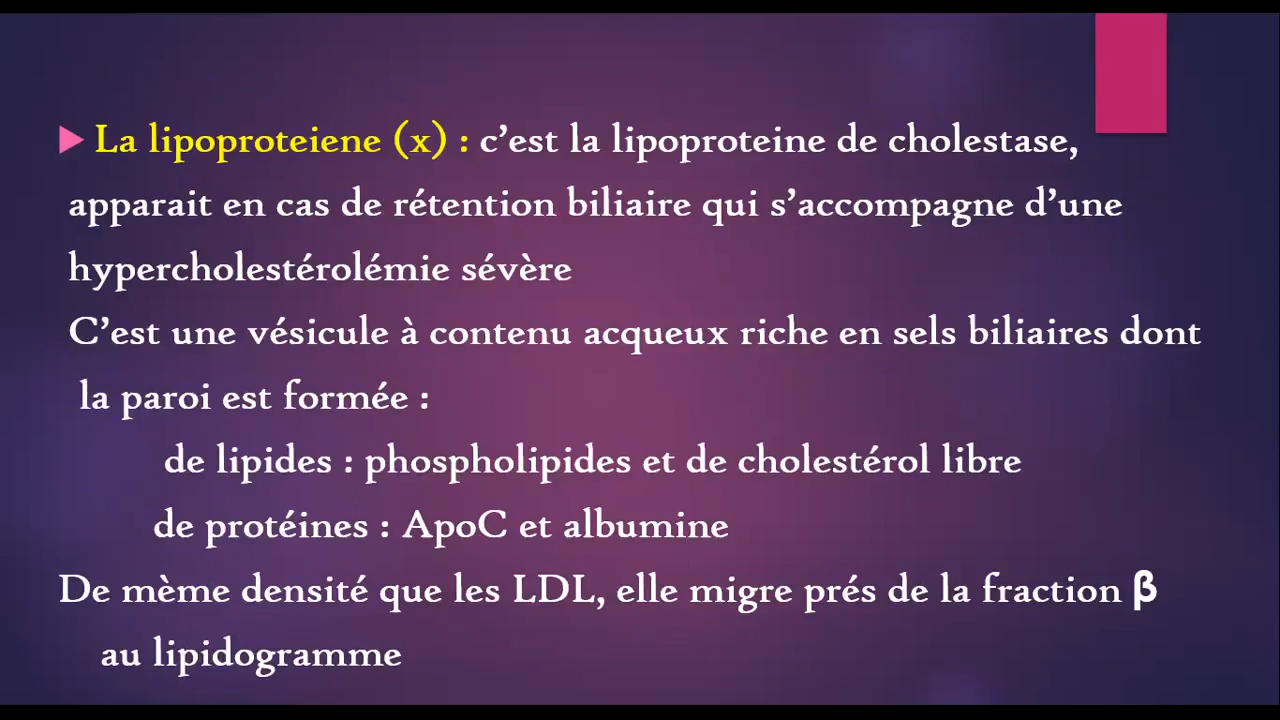 La lipoproteiene (x) : c’est la lipoproteine de cholestase,
apparait en cas de rétention biliaire qui s’accompagne d’une
hypercholestérolémie sévère
C’est une vésicule à contenu acqueux riche en sels biliaires dont
la paroi est formée :
de lipides : phospholipides et de cholestérol libre
de protéines : ApoC et albumine
De mème densité que les LDL, elle migre prés de la fraction β
au lipidogramme